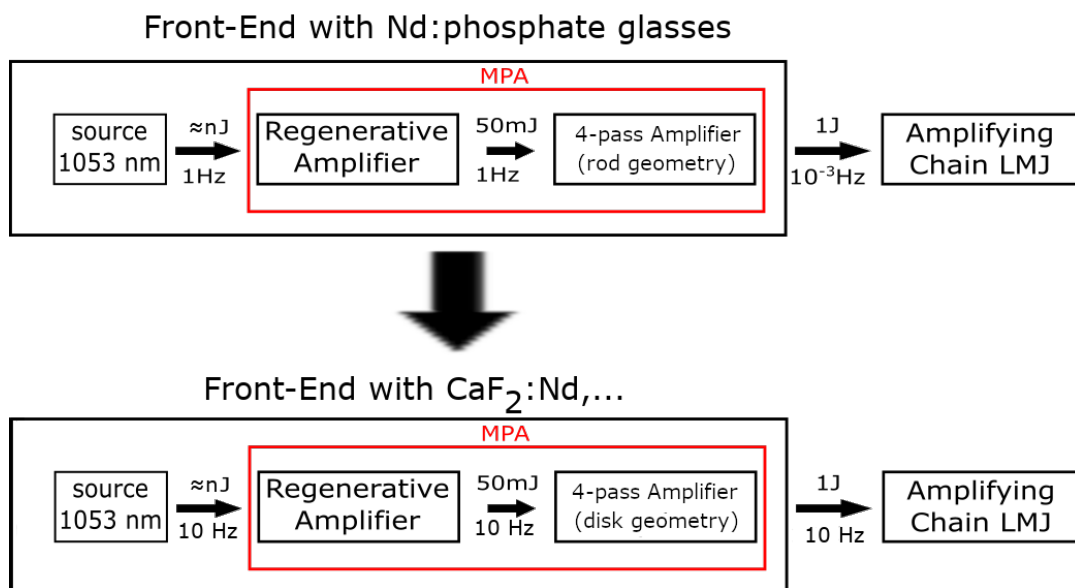 Front-End with Nd:phosphate glasses
MPA
source
1053 nm
≈nJ
1Hz
Regenerative
Amplifier
50mJ
1Hz
4-pass Amplifier
(rod geometry)
1J
10⁻³Hz
Amplifying
Chain LMJ
Front-End with CaF₂:Nd,...
MPA
source
1053 nm
≈nJ
10 Hz
Regenerative
Amplifier
50mJ
10 Hz
4-pass Amplifier
(disk geometry)
1J
10 Hz
Amplifying
Chain LMJ